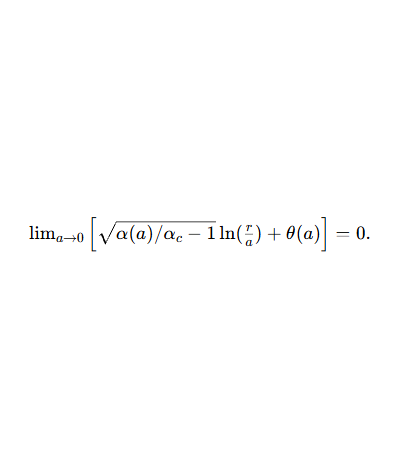 lim_{a→0} [√(α(a)/α_c − 1) ln(r/a) + θ(a)] = 0.